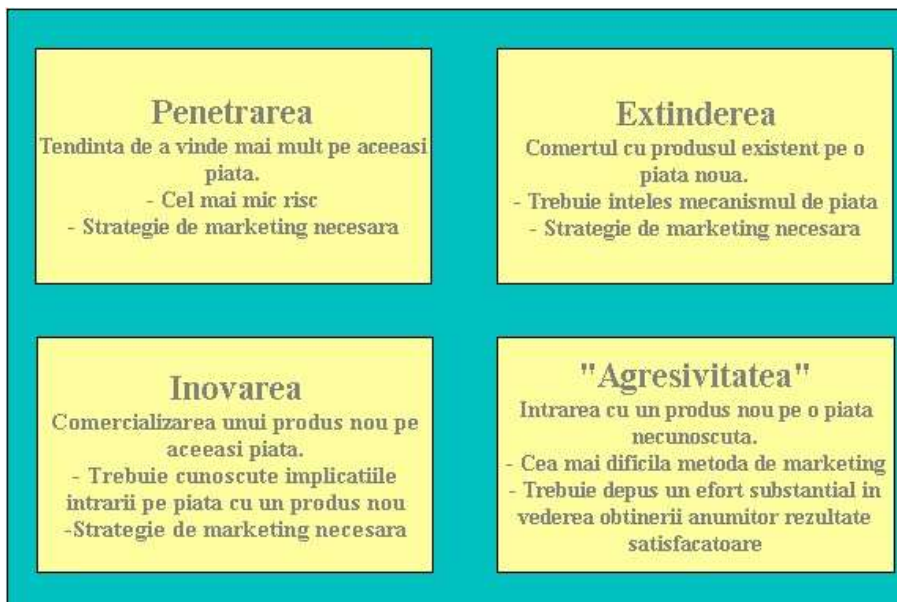 Penetrarea
Tendinta de a vinde mai mult pe aceeasi
piata.
- Cel mai mic risc
- Strategie de marketing necesara
Extinderea
Comertul cu produsul existent pe o
piata noua.
- Trebuie inteles mecanismul de piata
- Strategie de marketing necesara
Inovarea
Comercializarea unui produs nou pe
aceeasi piata.
- Trebuie cunoscute implicatiile
intrarii pe piata cu un produs nou
-Strategie de marketing necesara
"Agresivitatea"
Intrarea cu un produs nou pe o piata
necunoscuta.
- Cea mai dificila metoda de marketing
- Trebuie depus un efort substantial in
vederea obtinerii anumitor rezultate
satisfacatoare